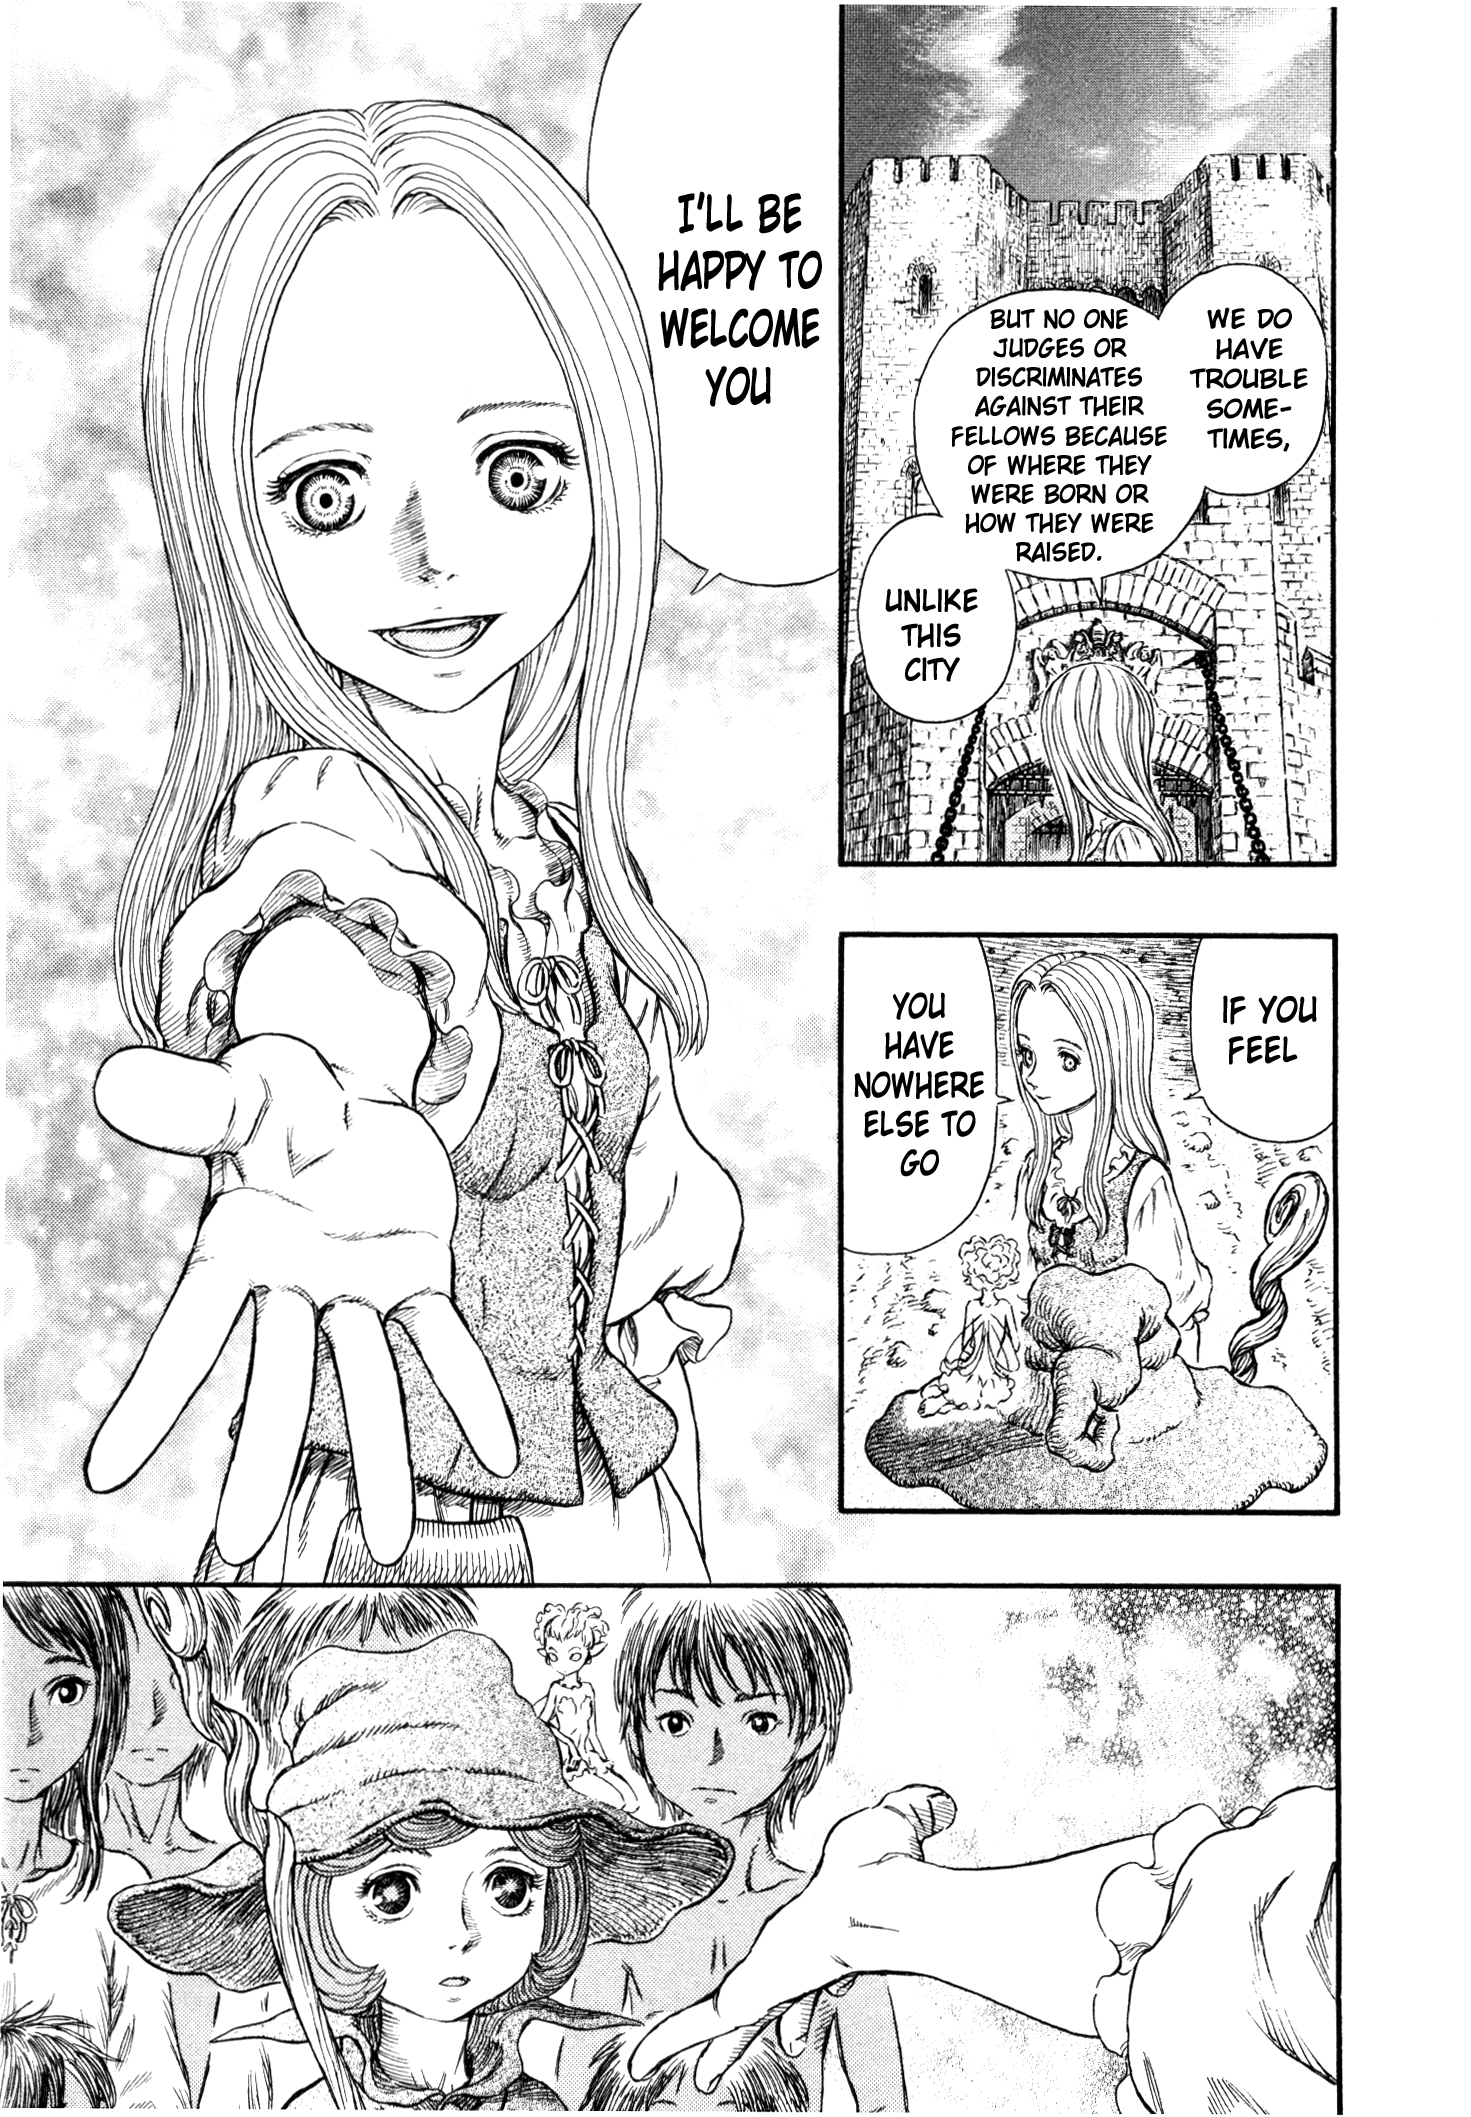 WE DO
HAVE
TROUBLE
SOME-
TIMES,
BUT NO ONE
JUDGES OR
DISCRIMINATES
AGAINST THEIR
FELLOWS BECAUSE
OF WHERE THEY
WERE BORN OR
HOW THEY WERE
RAISED.
UNLIKE
THIS
CITY
IF YOU
FEEL
YOU
HAVE
NOWHERE
ELSE TO
GO
I'LL BE
HAPPY TO
WELCOME
YOU